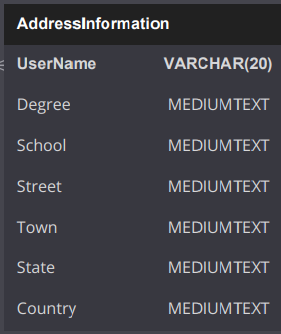 AddressInformation
UserName VARCHAR(20)
Degree MEDIUMTEXT
School MEDIUMTEXT
Street MEDIUMTEXT
Town MEDIUMTEXT
State MEDIUMTEXT
Country MEDIUMTEXT